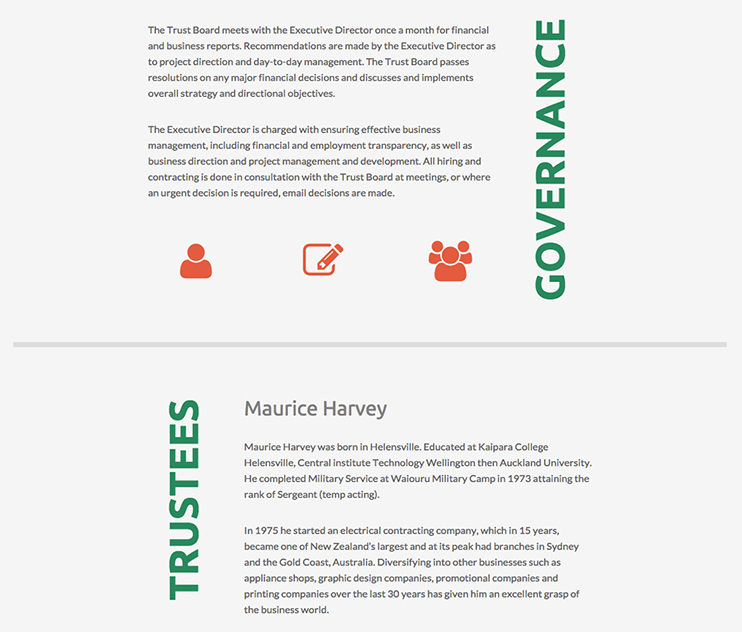 The Trust Board meets with the Executive Director once a month for financial
and business reports. Recommendations are made by the Executive Director as
to project direction and day-to-day management. The Trust Board passes
resolutions on any major financial decisions and discusses and implements
overall strategy and directional objectives.
The Executive Director is charged with ensuring effective business
management, including financial and employment transparency, as well as
business direction and project management and development. All hiring and
contracting is done in consultation with the Trust Board at meetings, or where
an urgent decision is required, email decisions are made.
GOVERNANCE
TRUSTEES
Maurice Harvey
Maurice Harvey was born in Helensville. Educated at Kaipara College
Helensville, Central institute Technology Wellington then Auckland University.
He completed Military Service at Waiouru Military Camp in 1973 attaining the
rank of Sergeant (temp acting).
In 1975 he started an electrical contracting company, which in 15 years,
became one of New Zealand's largest and at its peak had branches in Sydney
and the Gold Coast, Australia. Diversifying into other businesses such as
appliance shops, graphic design companies, promotional companies and
printing companies over the last 30 years has given him an excellent grasp of
the business world.